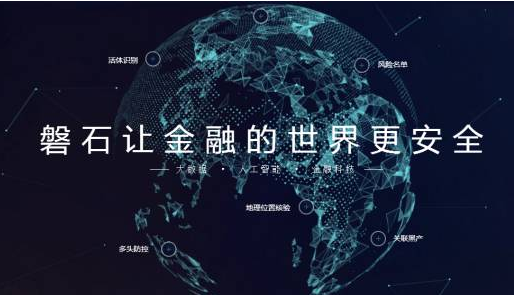 活体识别
风险名单
磐石让金融的世界更安全
大数据 • 人工智能 • 金融科技
地理位置核验
关联黑产
多头防控